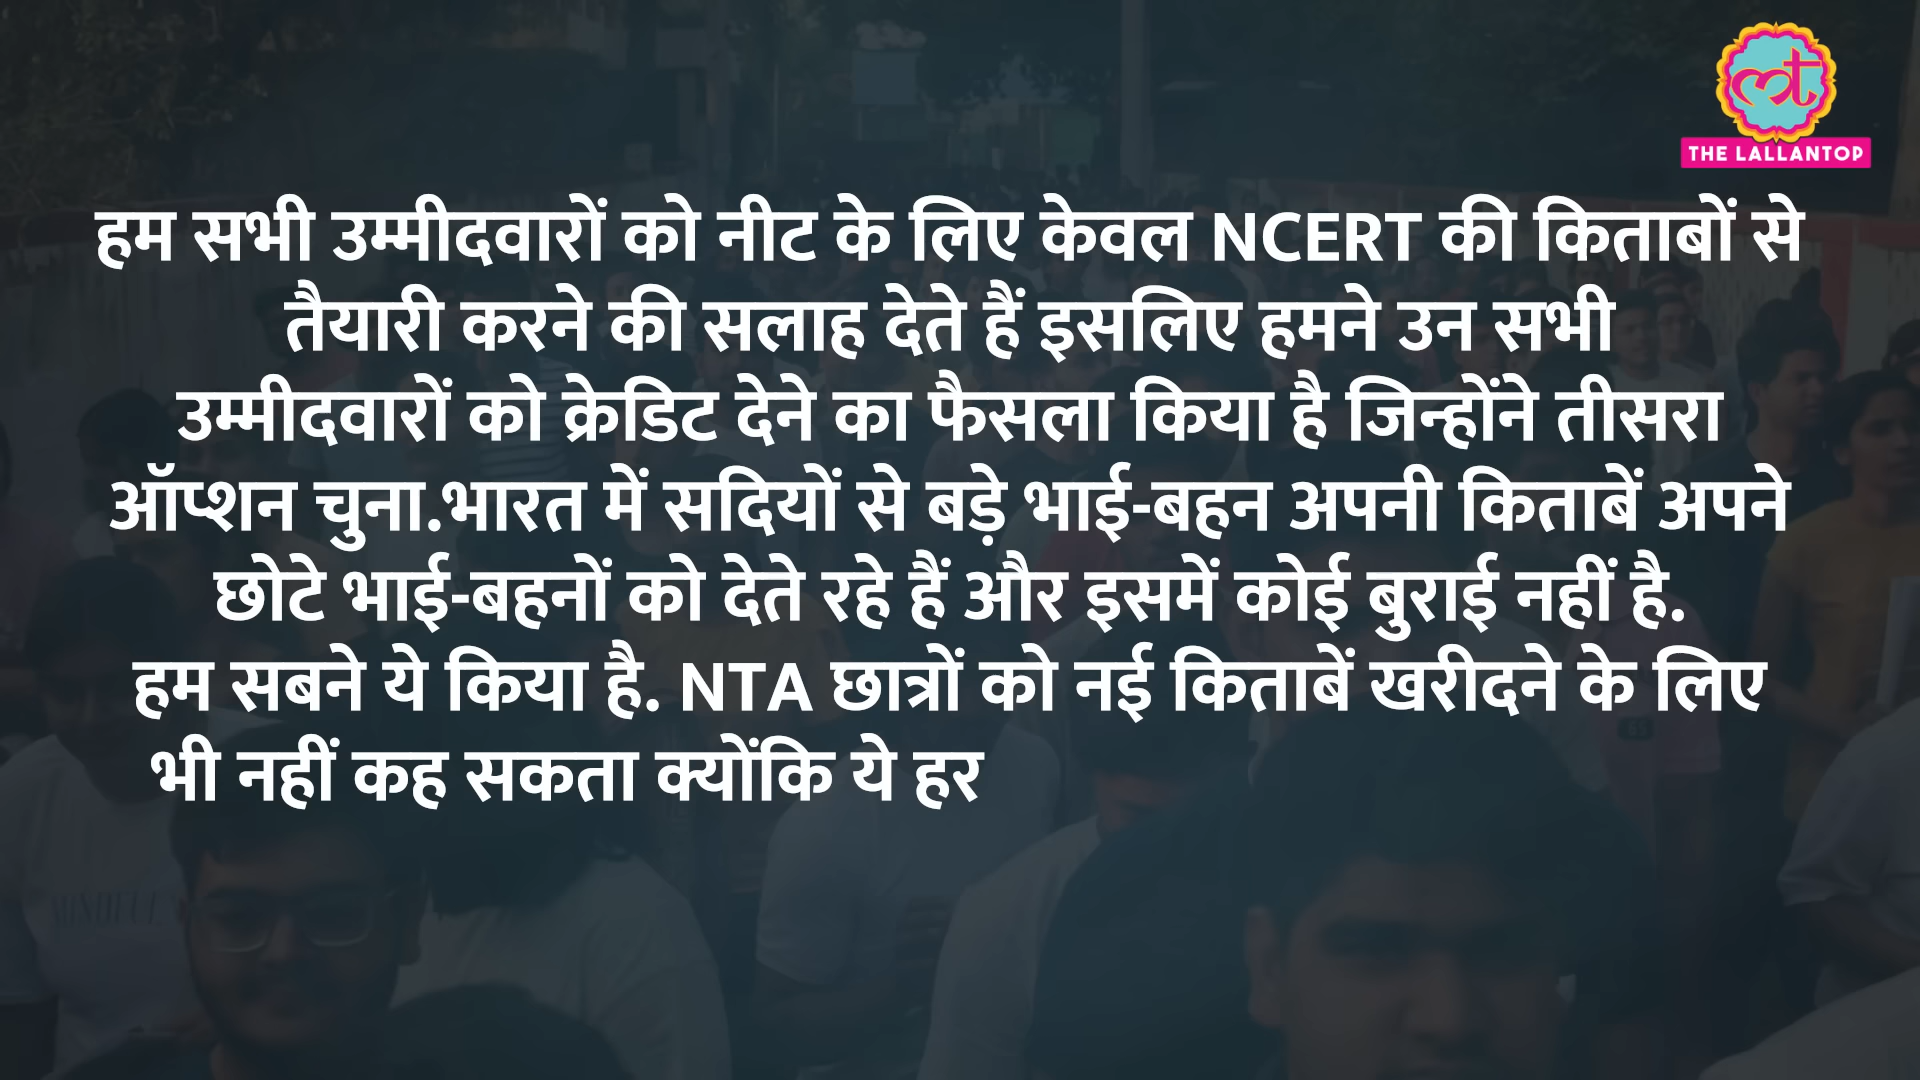 THE LALLANTOP
हम सभी उम्मीदवारों को नीट के लिए केवल NCERT की किताबों से
तैयारी करने की सलाह देते हैं इसलिए हमने उन सभी
उम्मीदवारों को क्रेडिट देने का फैसला किया है जिन्होंने तीसरा
ऑप्शन चुना.भारत में सदियों से बड़े भाई-बहन अपनी किताबें अपने
छोटे भाई-बहनों को देते रहे हैं और इसमें कोई बुराई नहीं है.
हम सबने ये किया है. NTA छात्रों को नई किताबें खरीदने के लिए
भी नहीं कह सकता क्योंकि ये हर